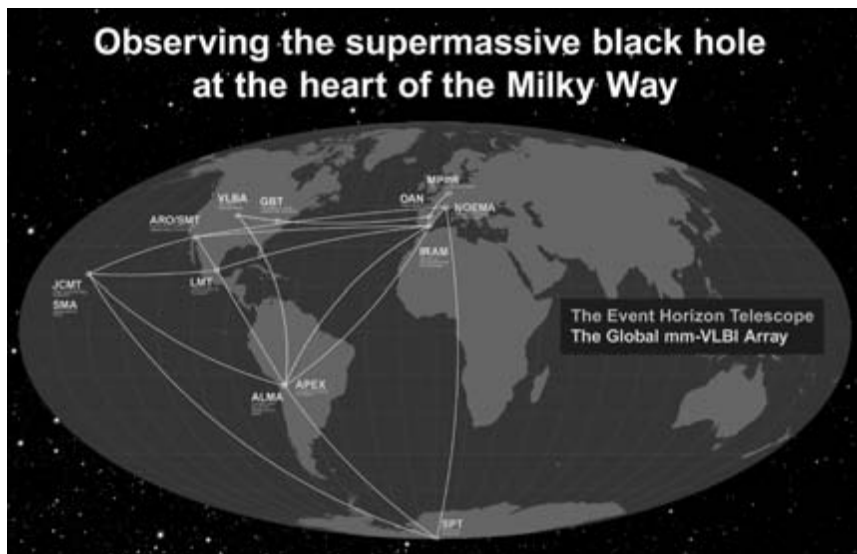 Observing the supermassive black hole
at the heart of the Milky Way
MPIfR
VLBA
GBT
OAN
NOEMA
ARO/SMT
IRAM
JCMT
LMT
SMA
The Event Horizon Telescope
The Global mm-VLBI Array
ALMA
APEX
SPT